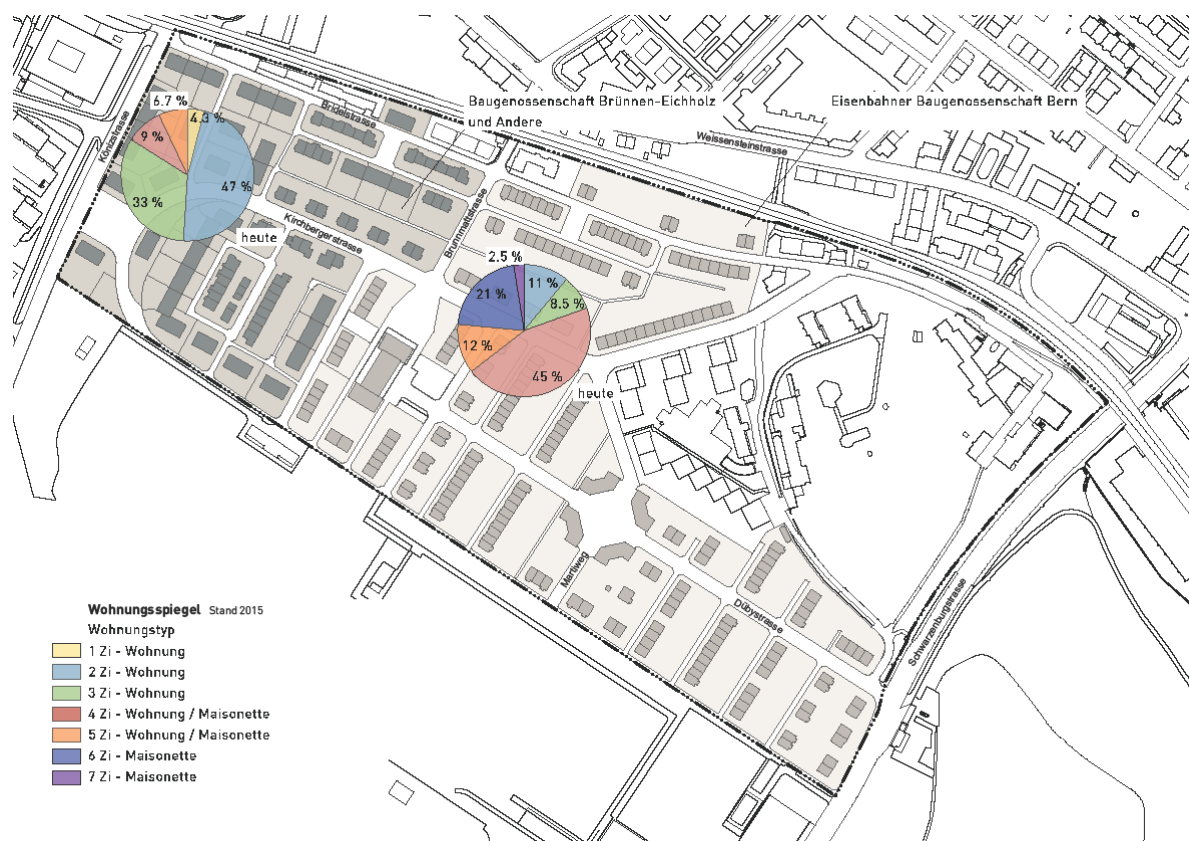 Baugenossenschaft Brünnen-Eichholz
und Andere
Eisenbahner Baugenossenschaft Bern
Weissensteinstrasse
Könizstrasse
Bridelstrasse
Brunnmattstrasse
Kirchbergerstrasse
6.7 %
4.3 %
9 %
47 %
33 %
heute
2.5 %
11 %
21 %
8.5 %
12 %
45 %
heute
Martiweg
Dübystrasse
Schwarzenburgstrasse
Wohnungsspiegel Stand 2015
Wohnungstyp
1 Zi - Wohnung
2 Zi - Wohnung
3 Zi - Wohnung
4 Zi - Wohnung / Maisonette
5 Zi - Wohnung / Maisonette
6 Zi - Maisonette
7 Zi - Maisonette